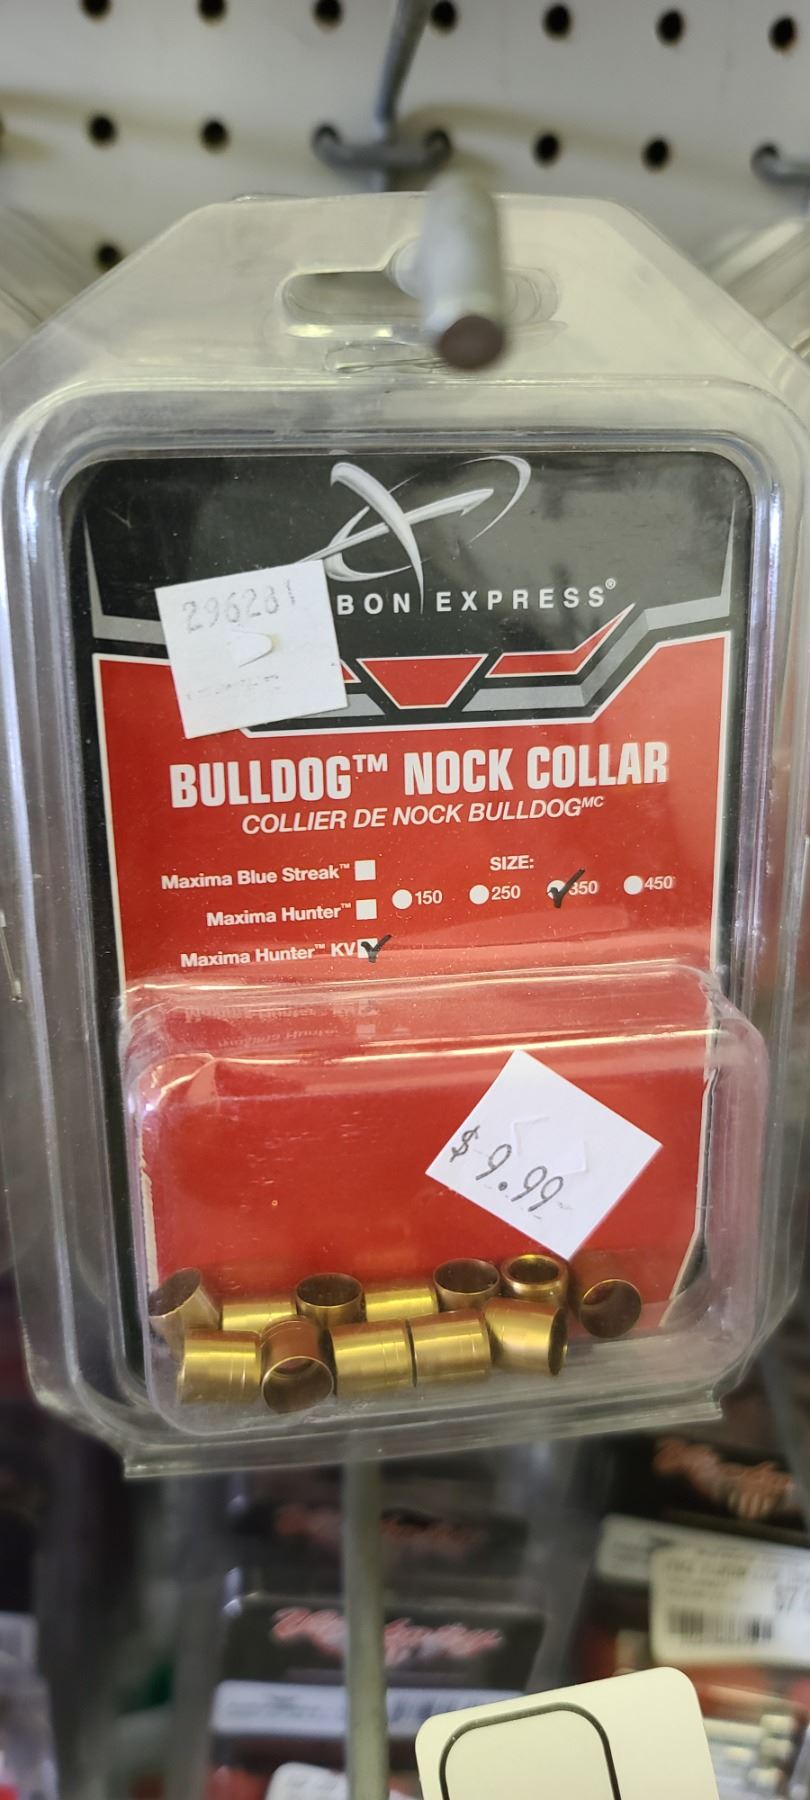 296281
BON EXPRESS®
BULLDOG™ NOCK COLLAR
COLLIER DE NOCK BULLDOGMC
Maxima Blue Streak™
Maxima Hunter™
Maxima Hunter™ KV
SIZE:
150 250 350 450
$9.99